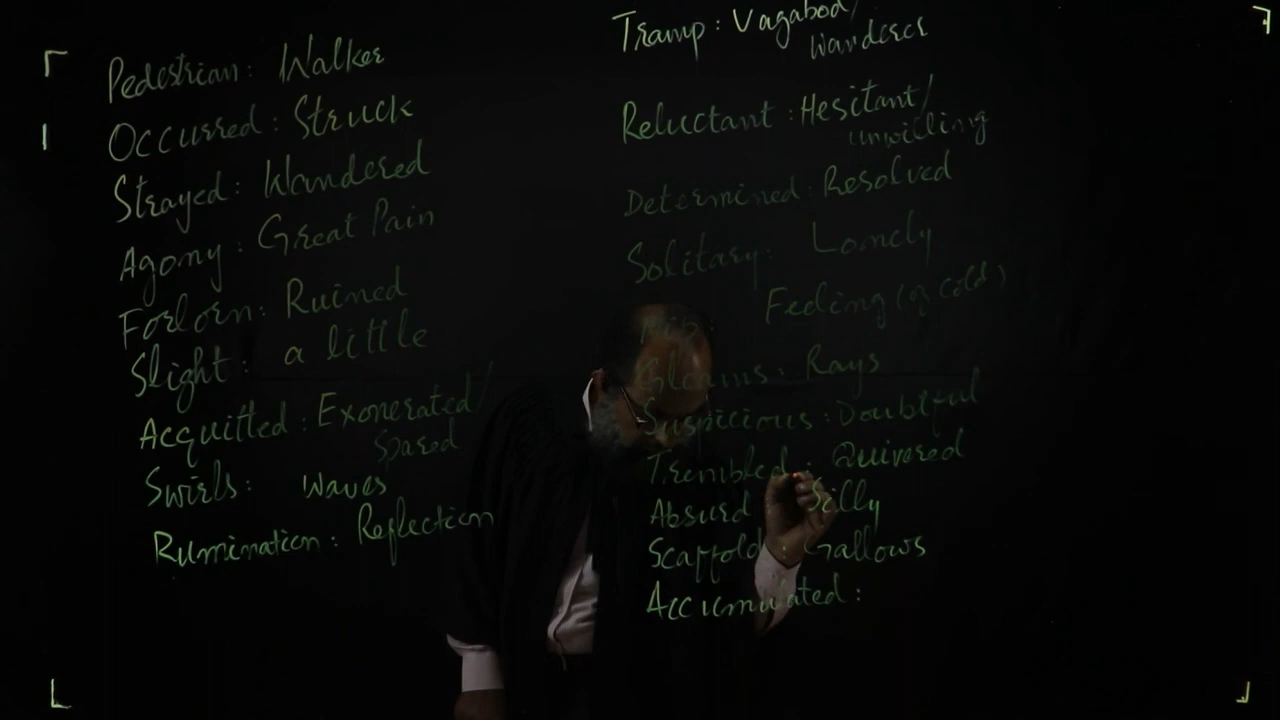 Pedestrian: Walker
Occurred: Struck
Strayed: Wandered
Agony: Great Pain
Forlorn: Ruined
Slight: a little
Acquitted: Exonerated/
Spared
Swirls: Waves
Rumination: Reflection
Tramp: Vagabod/
Wanderer
Reluctant: Hesitant/
unwilling
Determined: Resolved
Solitary: Lonely
Nip: Feeling (of cold)
Gleams: Rays
Suspicious: Doubtful
Trembled: Quivered
Absurd: Silly
Scaffold: Gallows
Accumulated: